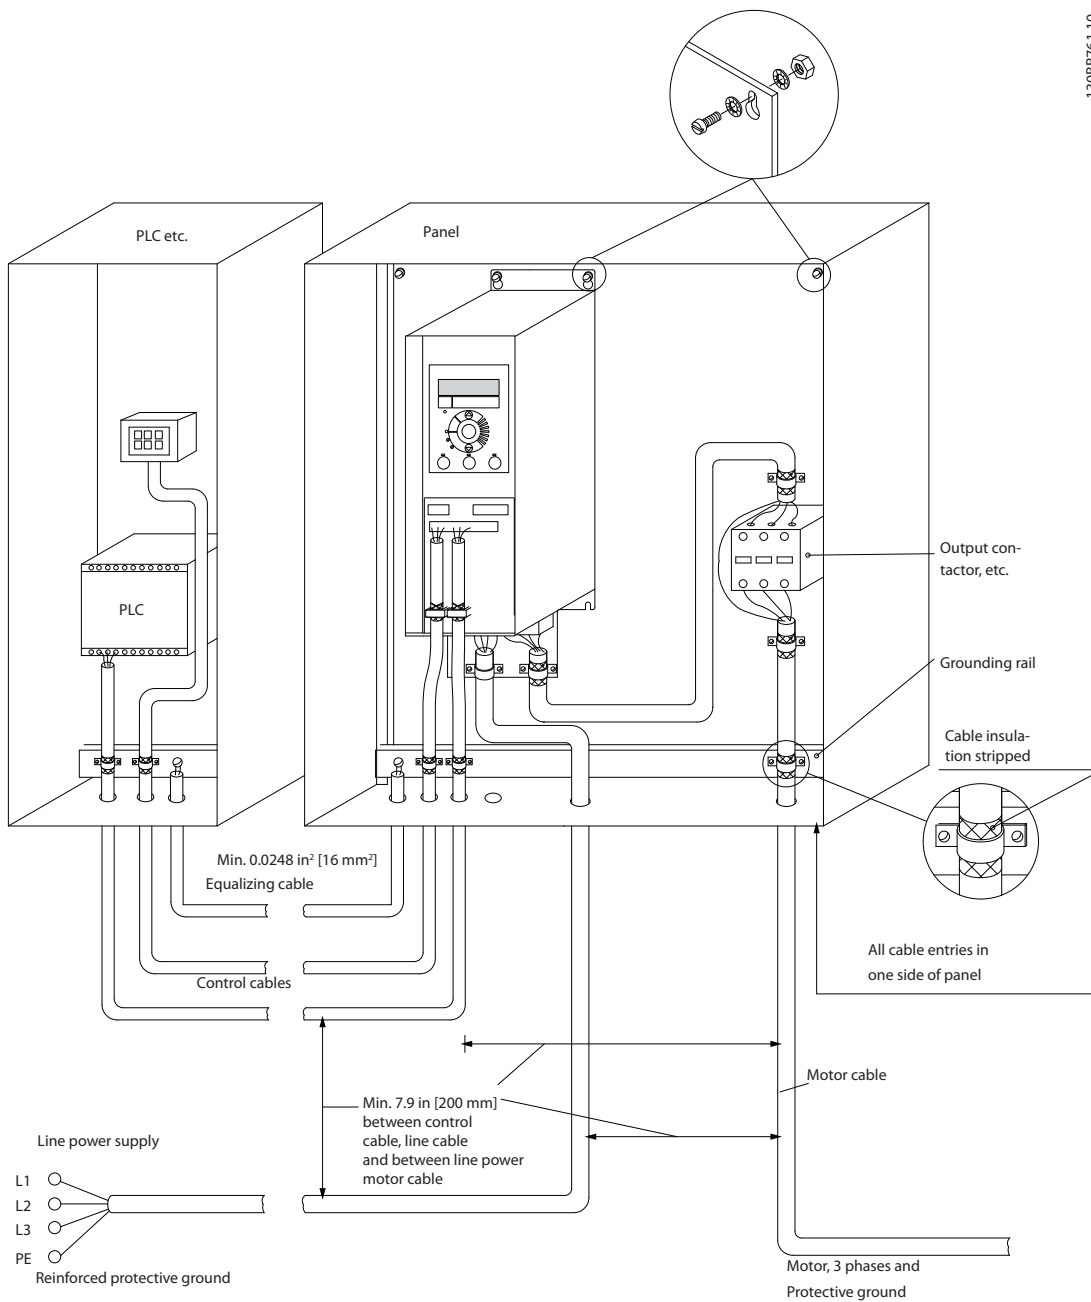 130BB761.10
PLC etc.
Panel
PLC
Output con-
tactor, etc.
Grounding rail
Cable insula-
tion stripped
Min. 0.0248 in² [16 mm²]
Equalizing cable
All cable entries in
one side of panel
Control cables
Motor cable
Min. 7.9 in [200 mm]
between control
cable, line cable
and between line power
motor cable
Line power supply
L1
L2
L3
PE
Reinforced protective ground
Motor, 3 phases and
Protective ground